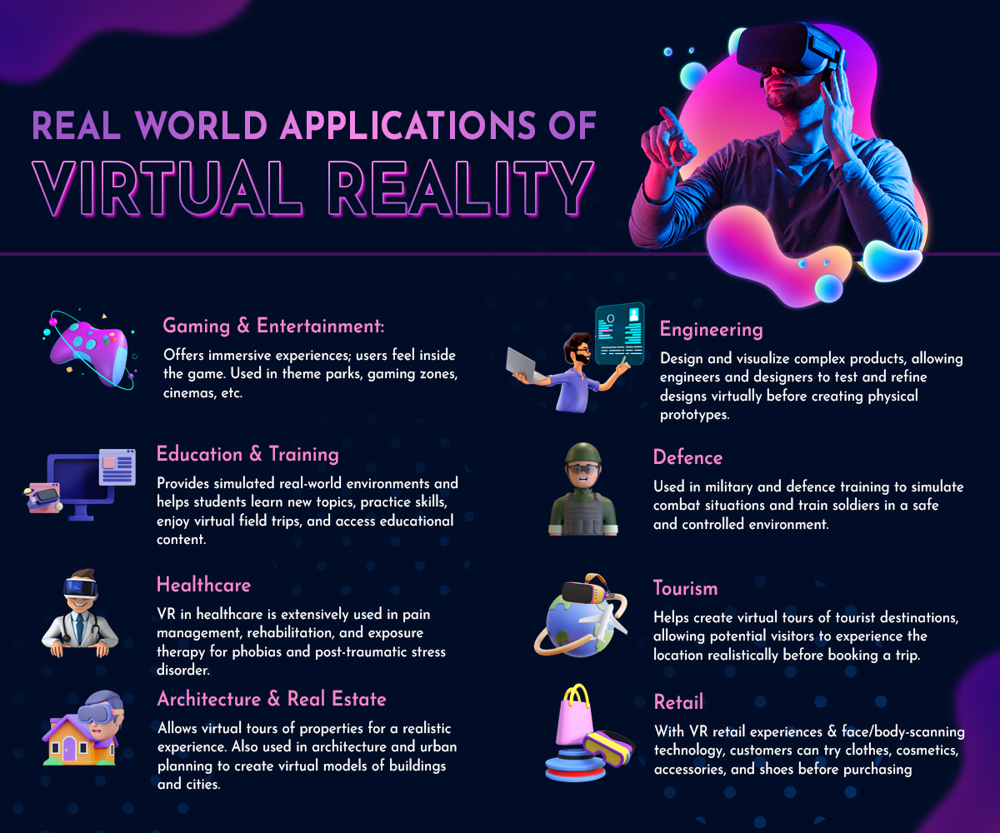 REAL WORLD APPLICATIONS OF
VIRTUAL REALITY
Gaming & Entertainment:
Offers immersive experiences; users feel inside
the game. Used in theme parks, gaming zones,
cinemas, etc.
Education & Training
Provides simulated real-world environments and
helps students learn new topics, practice skills,
enjoy virtual field trips, and access educational
content.
Healthcare
VR in healthcare is extensively used in pain
management, rehabilitation, and exposure
therapy for phobias and post-traumatic stress
disorder.
Architecture & Real Estate
Allows virtual tours of properties for a realistic
experience. Also used in architecture and urban
planning to create virtual models of buildings
and cities.
Engineering
Design and visualize complex products, allowing
engineers and designers to test and refine
designs virtually before creating physical
prototypes.
Defence
Used in military and defence training to simulate
combat situations and train soldiers in a safe
and controlled environment.
Tourism
Helps create virtual tours of tourist destinations,
allowing potential visitors to experience the
location realistically before booking a trip.
Retail
With VR retail experiences & face/body-scanning
technology, customers can try clothes, cosmetics,
accessories, and shoes before purchasing